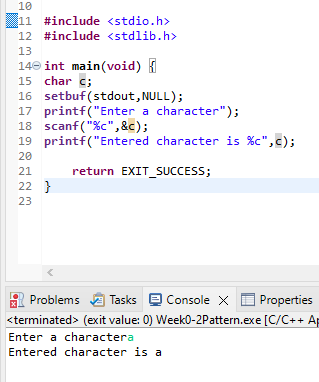 10
11 #include <stdio.h>
12 #include <stdlib.h>
13
14 int main(void) {
15 char c;
16 setbuf(stdout,NULL);
17 printf("Enter a character");
18 scanf("%c",&c);
19 printf("Entered character is %c",c);
20
21 return EXIT_SUCCESS;
22 }
23
Problems Tasks Console Properties
<terminated> (exit value: 0) Week0-2Pattern.exe [C/C++ Ap
Enter a charactera
Entered character is a